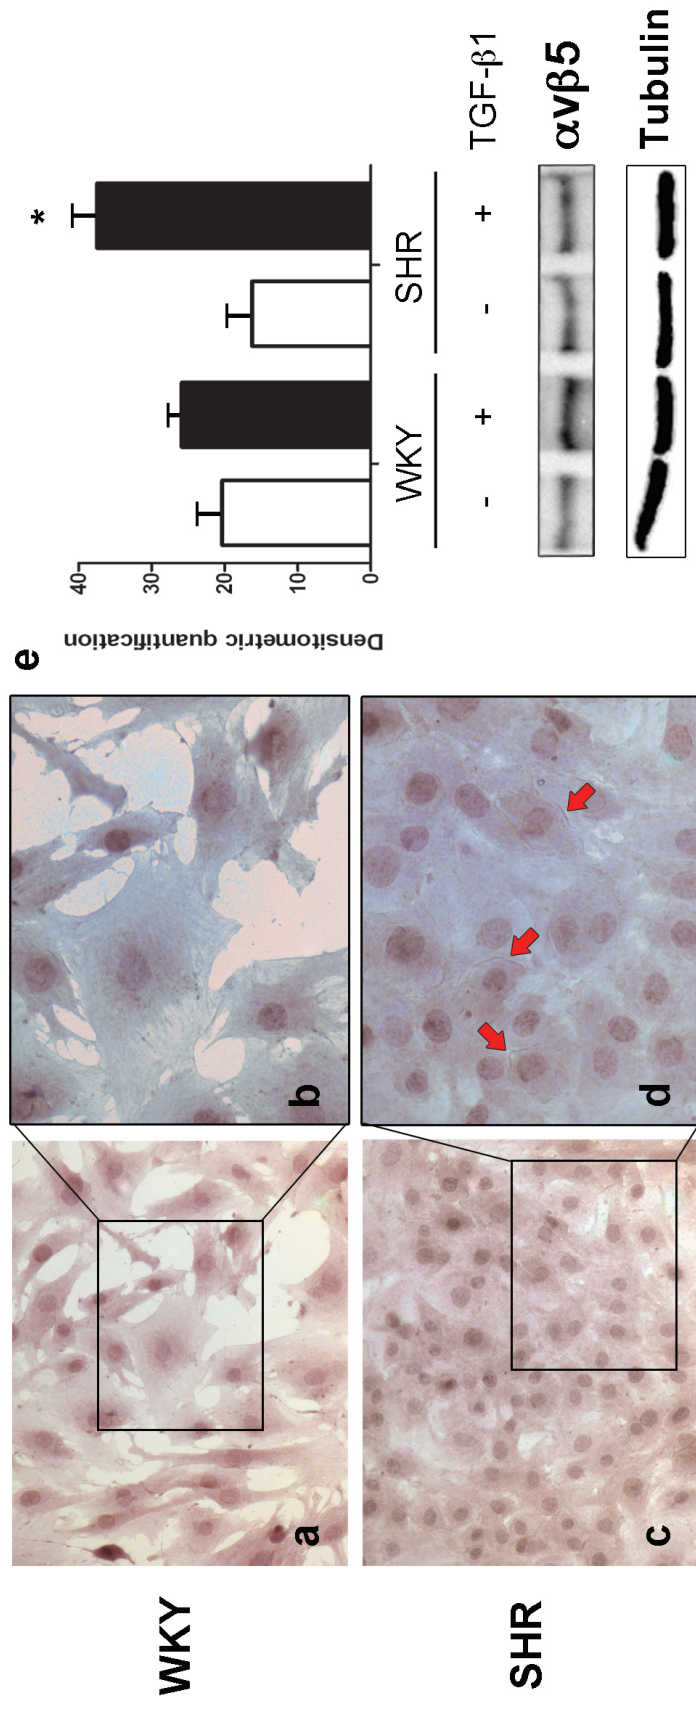 WKY
a
b
SHR
c
d
e
Densitometric quantification
40
30
20
10
0
*
WKY
SHR
- + - + TGF-β1
αvβ5
Tubulin